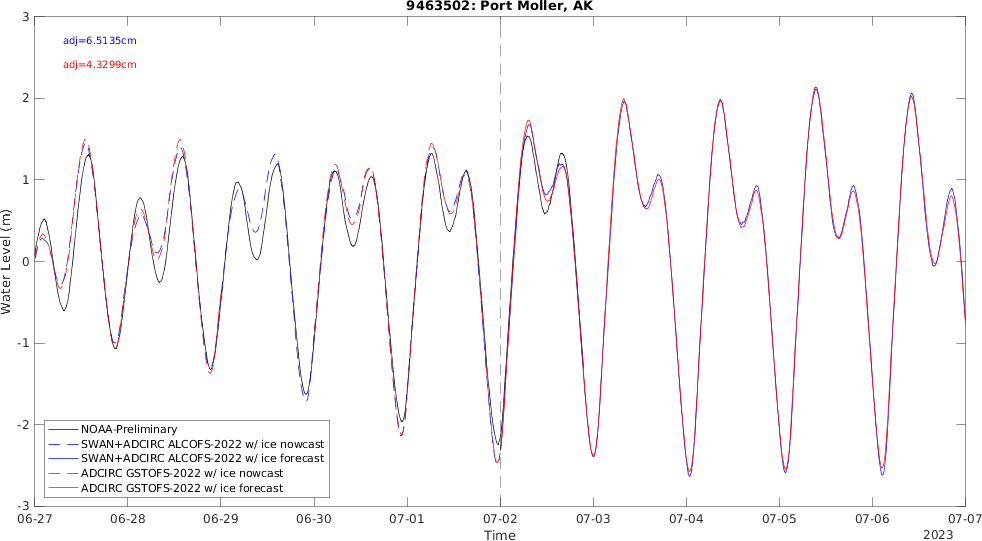 9463502: Port Moller, AK
adj=6.5135cm
adj=4.3299cm
Water Level (m)
3
2
1
0
-1
-2
-3
NOAA-Preliminary
SWAN+ADCIRC ALCOFS-2022 w/ ice nowcast
SWAN+ADCIRC ALCOFS-2022 w/ ice forecast
ADCIRC GSTOFS-2022 w/ ice nowcast
ADCIRC GSTOFS-2022 w/ ice forecast
06-27 06-28 06-29 06-30 07-01 07-02 07-03 07-04 07-05 07-06 07-07
Time
2023